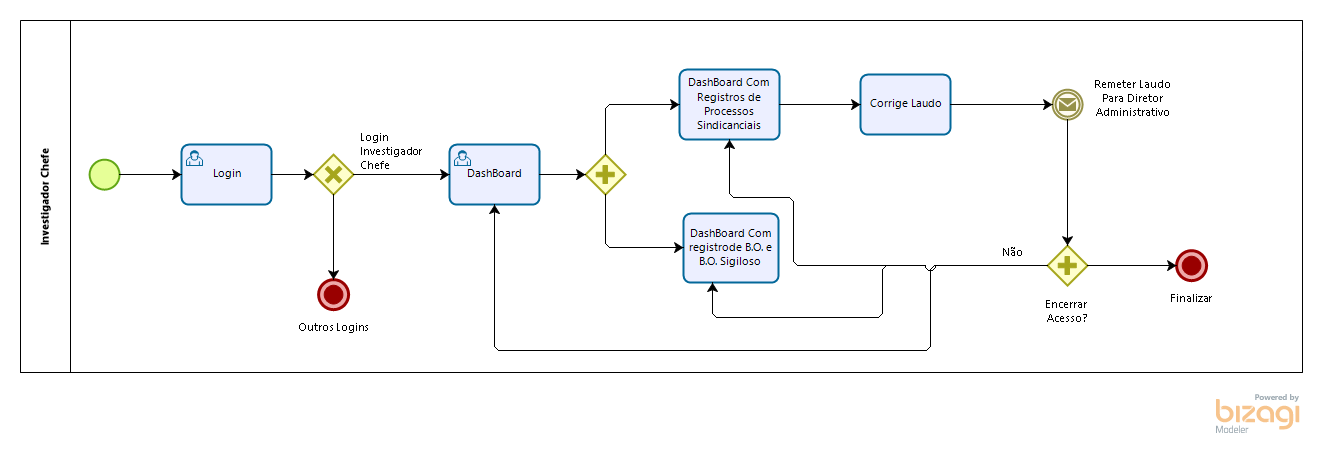 Investigador Chefe
Login
Login
Investigador
Chefe
Outros Logins
DashBoard
DashBoard Com
Registros de
Processos
Sindicanciais
DashBoard Com
registrode B.O. e
B.O. Sigiloso
Corrige Laudo
Remeter Laudo
Para Diretor
Administrativo
Não
Encerrar
Acesso?
Finalizar
Powered by
bizagi
Modeler